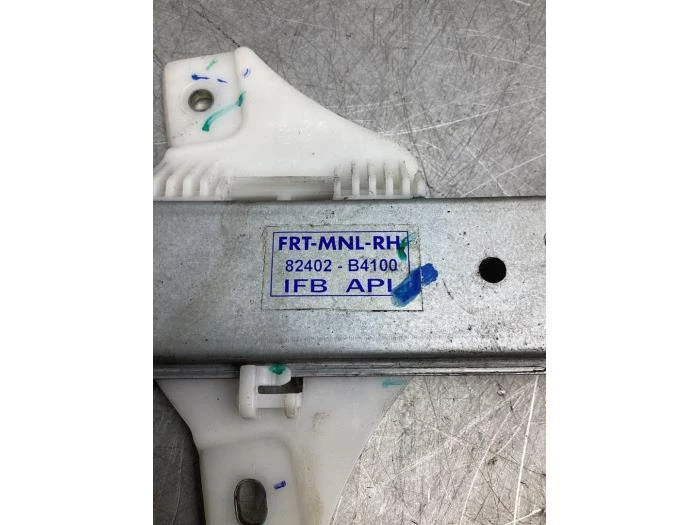 FRT-MNL-RH
82402 - B4100
IFB API